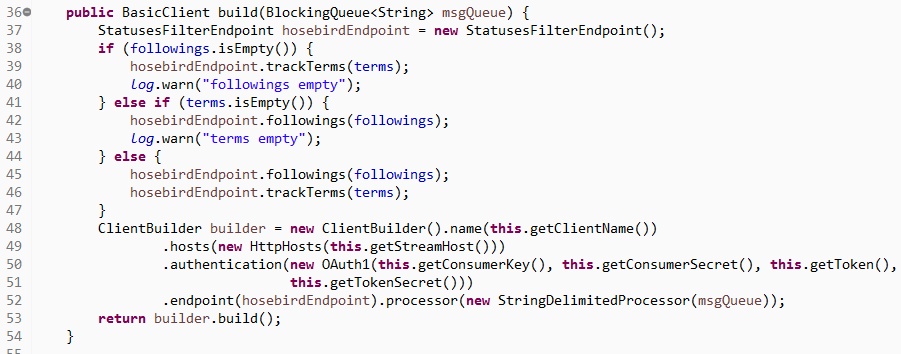 36 public BasicClient build(BlockingQueue<String> msgQueue) {
37 StatusesFilterEndpoint hosebirdEndpoint = new StatusesFilterEndpoint();
38 if (followings.isEmpty()) {
39 hosebirdEndpoint.trackTerms(terms);
40 log.warn("followings empty");
41 } else if (terms.isEmpty()) {
42 hosebirdEndpoint.followings(followings);
43 log.warn("terms empty");
44 } else {
45 hosebirdEndpoint.followings(followings);
46 hosebirdEndpoint.trackTerms(terms);
47 }
48 ClientBuilder builder = new ClientBuilder().name(this.getClientName())
49 .hosts(new HttpHosts(this.getStreamHost()))
50 .authentication(new OAuth1(this.getConsumerKey(), this.getConsumerSecret(), this.getToken(),
51 this.getTokenSecret()))
52 .endpoint(hosebirdEndpoint).processor(new StringDelimitedProcessor(msgQueue));
53 return builder.build();
54 }
55